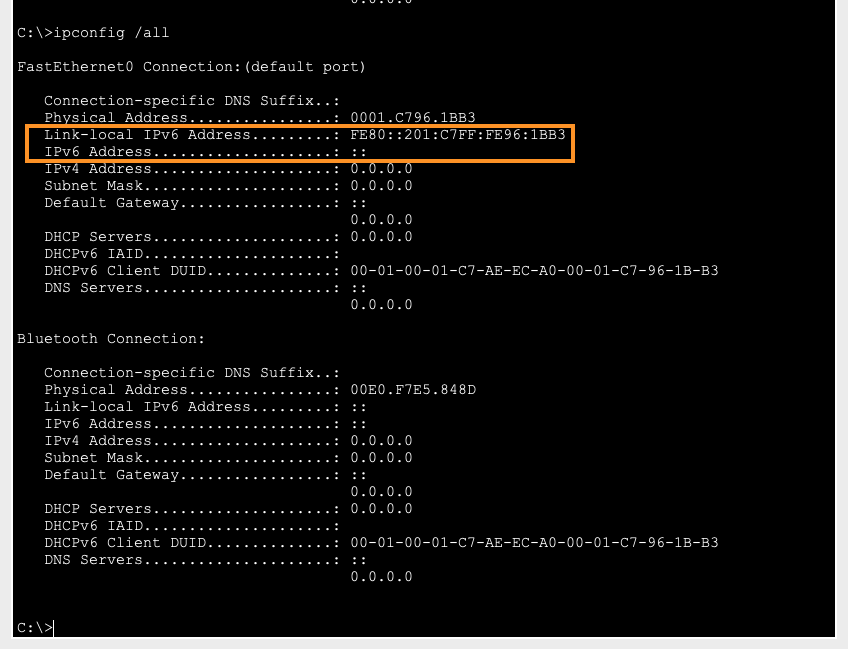 0.0.0.0
C:\>ipconfig /all
FastEthernet0 Connection:(default port)
Connection-specific DNS Suffix..:
Physical Address................: 0001.C796.1BB3
Link-local IPv6 Address.........: FE80::201:C7FF:FE96:1BB3
IPv6 Address....................: ::
IPv4 Address....................: 0.0.0.0
Subnet Mask.....................: 0.0.0.0
Default Gateway.................: ::
0.0.0.0
DHCP Servers....................: 0.0.0.0
DHCPv6 IAID.....................:
DHCPv6 Client DUID..............: 00-01-00-01-C7-AE-EC-A0-00-01-C7-96-1B-B3
DNS Servers.....................: ::
0.0.0.0
Bluetooth Connection:
Connection-specific DNS Suffix..:
Physical Address................: 00E0.F7E5.848D
Link-local IPv6 Address.........: ::
IPv6 Address....................: ::
IPv4 Address....................: 0.0.0.0
Subnet Mask.....................: 0.0.0.0
Default Gateway.................: ::
0.0.0.0
DHCP Servers....................: 0.0.0.0
DHCPv6 IAID.....................:
DHCPv6 Client DUID..............: 00-01-00-01-C7-AE-EC-A0-00-01-C7-96-1B-B3
DNS Servers.....................: ::
0.0.0.0
C:\>